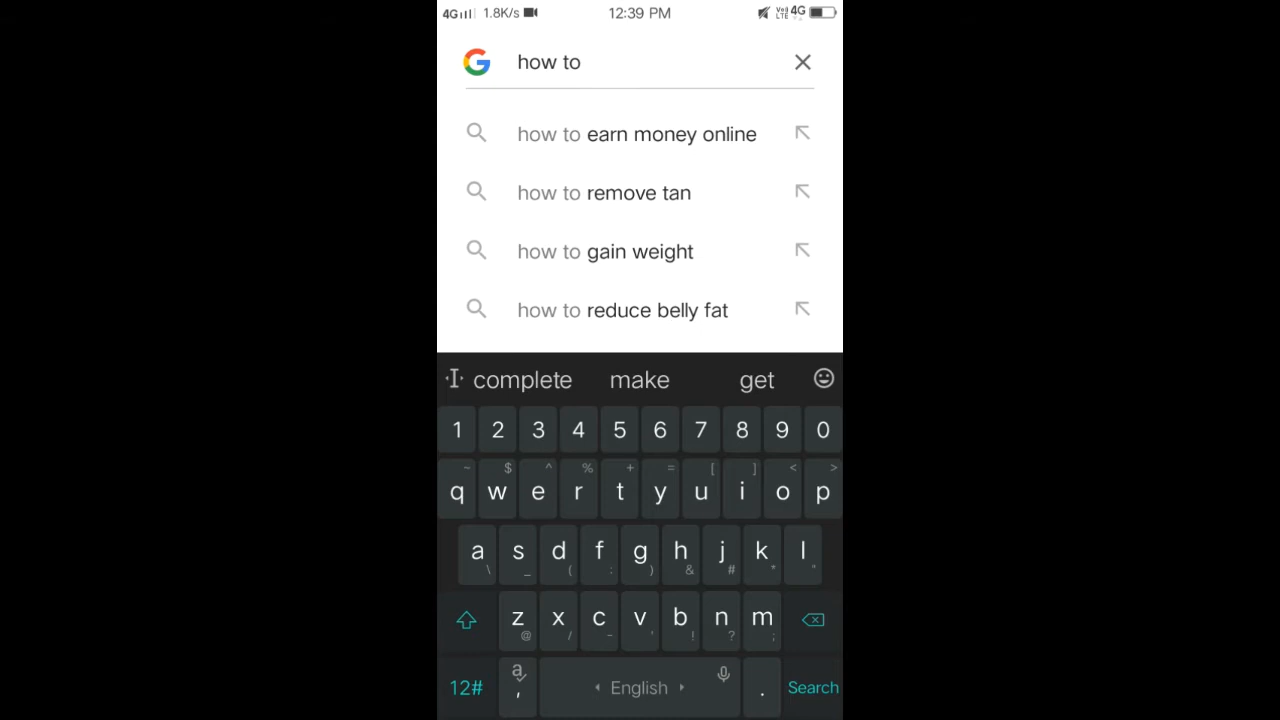 4G 1.8K/s 12:39 PM VoLTE 4G
how to
how to earn money online
how to remove tan
how to gain weight
how to reduce belly fat
complete make get
1 2 3 4 5 6 7 8 9 0
~ $ ^ % + = [ ] < >
q w e r t y u i o p
a s d f g h j k l
\ _ ( : ) & # * "
z x c v b n m
@ / - ' ! ? ;
12# a , English . Search